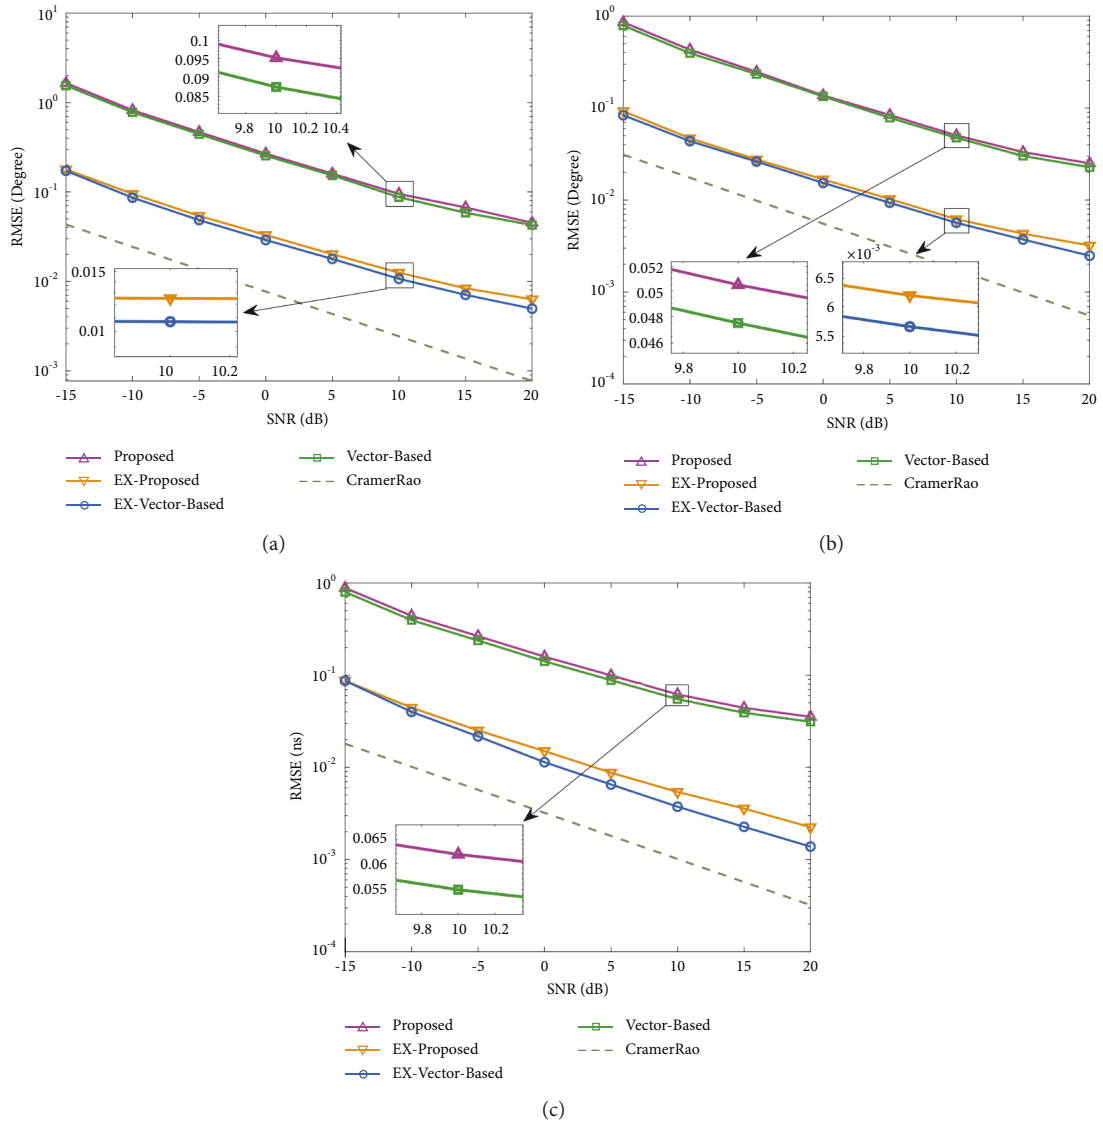 10^1
10^0
10^-1
10^-2
10^-3
RMSE (Degree)
0.1
0.095
0.09
0.085
9.8 10 10.2 10.4
0.015
0.01
10 10.2
-15 -10 -5 0 5 10 15 20
SNR (dB)
Proposed
EX-Proposed
EX-Vector-Based
Vector-Based
CramerRao
(a)
10^0
10^-1
10^-2
10^-3
10^-4
RMSE (Degree)
0.052
0.05
0.048
0.046
9.8 10 10.2
×10^-3
6.5
6
5.5
9.8 10 10.2
-15 -10 -5 0 5 10 15 20
SNR (dB)
Proposed
EX-Proposed
EX-Vector-Based
Vector-Based
CramerRao
(b)
10^0
10^-1
10^-2
10^-3
10^-4
RMSE (ns)
0.065
0.06
0.055
9.8 10 10.2
-15 -10 -5 0 5 10 15 20
SNR (dB)
Proposed
EX-Proposed
EX-Vector-Based
Vector-Based
CramerRao
(c)